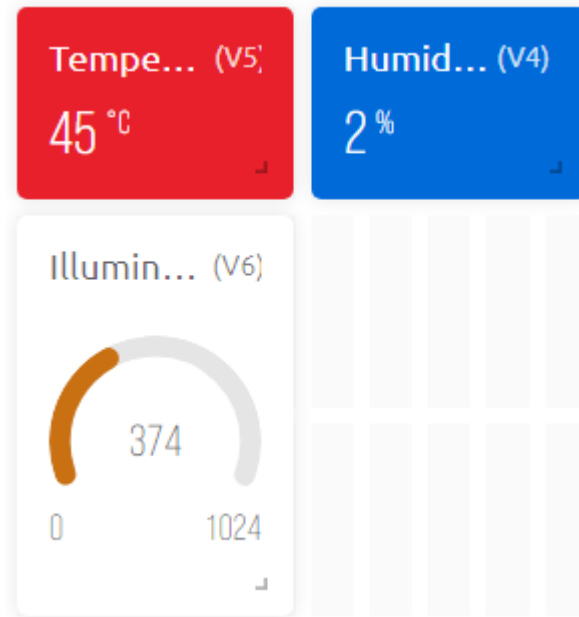 Tempe... (V5)
45 °C
Humid... (V4)
2 %
Illumin... (V6)
374
0 1024